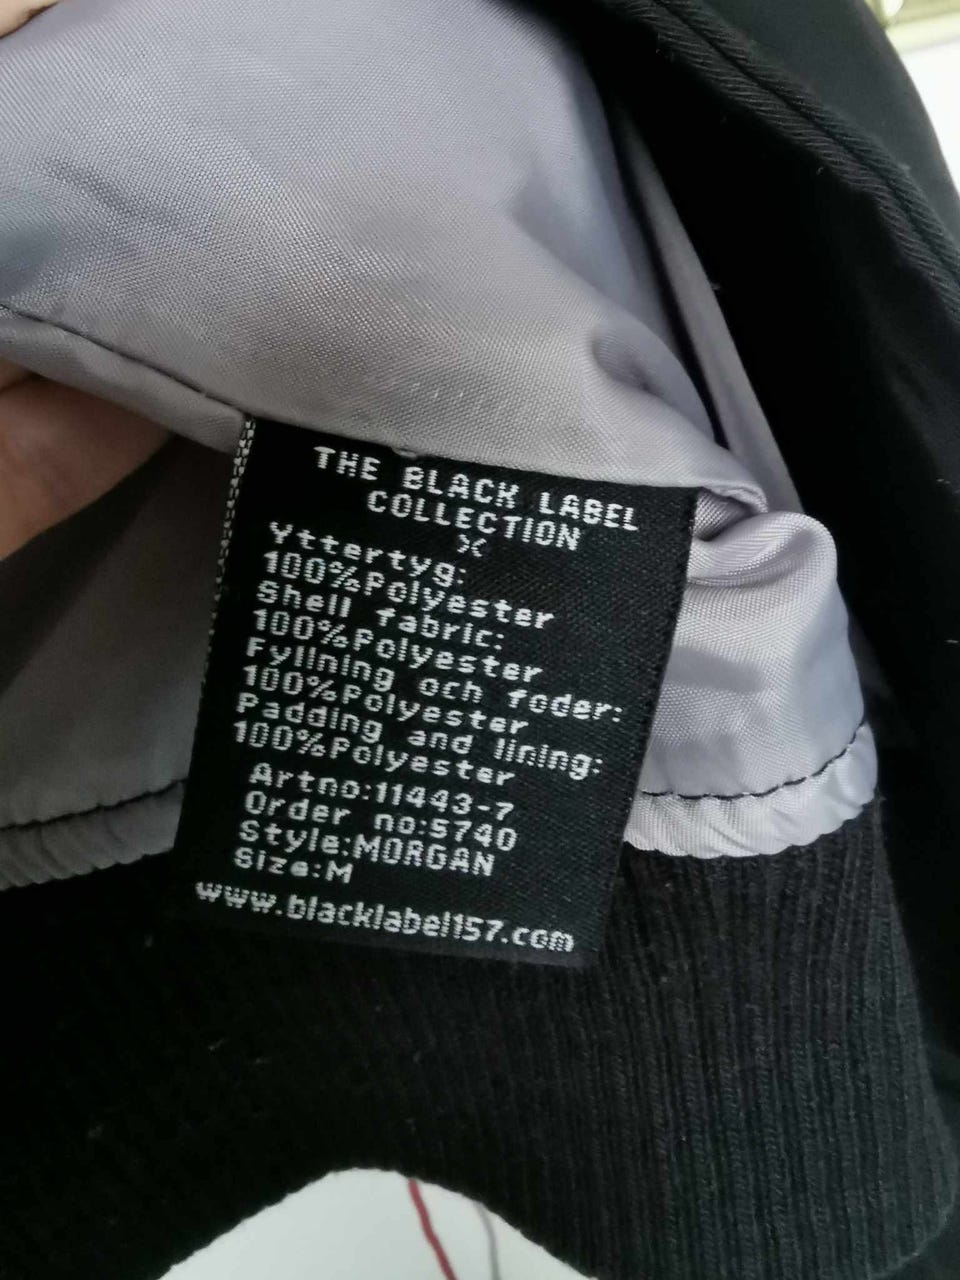 THE BLACK LABEL
COLLECTION
Yttertyg:
100%Polyester
Shell fabric:
100%Polyester
Fyllning och foder:
100%Polyester
Padding and lining:
100%Polyester
Artno:11443-7
Order no:5740
Style:MORGAN
Size:M
www.blacklabel157.com